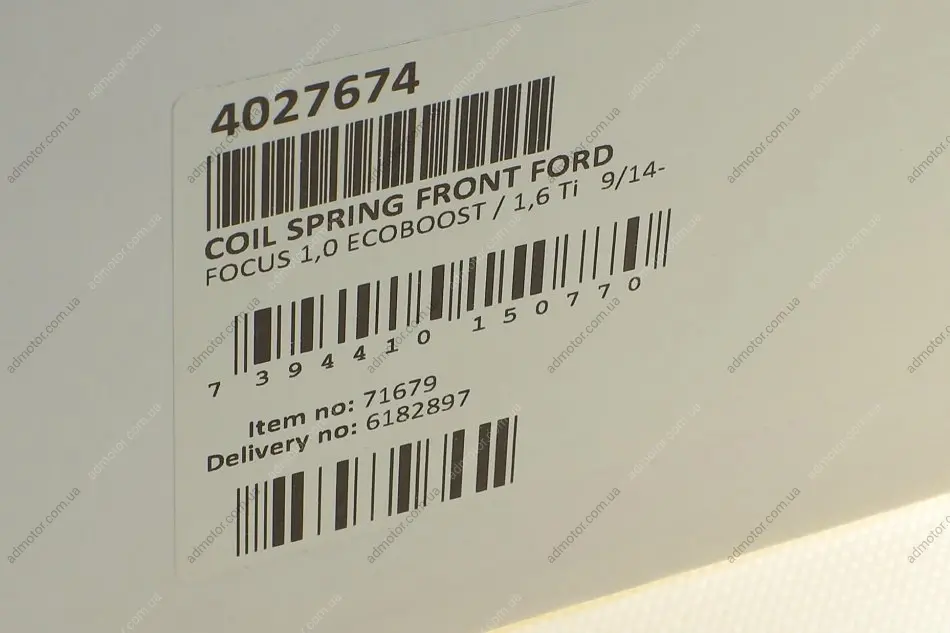 4027674
COIL SPRING FRONT FORD
FOCUS 1,0 ECOBOOST / 1,6 Ti 9/14-
7 394410 150770
Item no: 71679
Delivery no: 6182897
admotor.com.ua